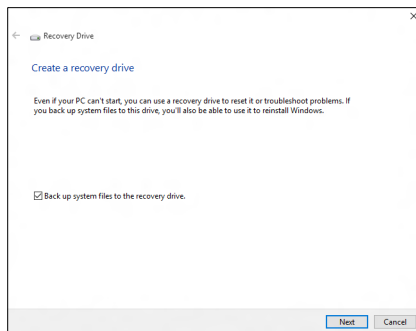 Recovery Drive
Create a recovery drive
Even if your PC can't start, you can use a recovery drive to reset it or troubleshoot problems. If
you back up system files to this drive, you'll also be able to use it to reinstall Windows.
Back up system files to the recovery drive.
Next Cancel